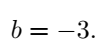 b = −3.